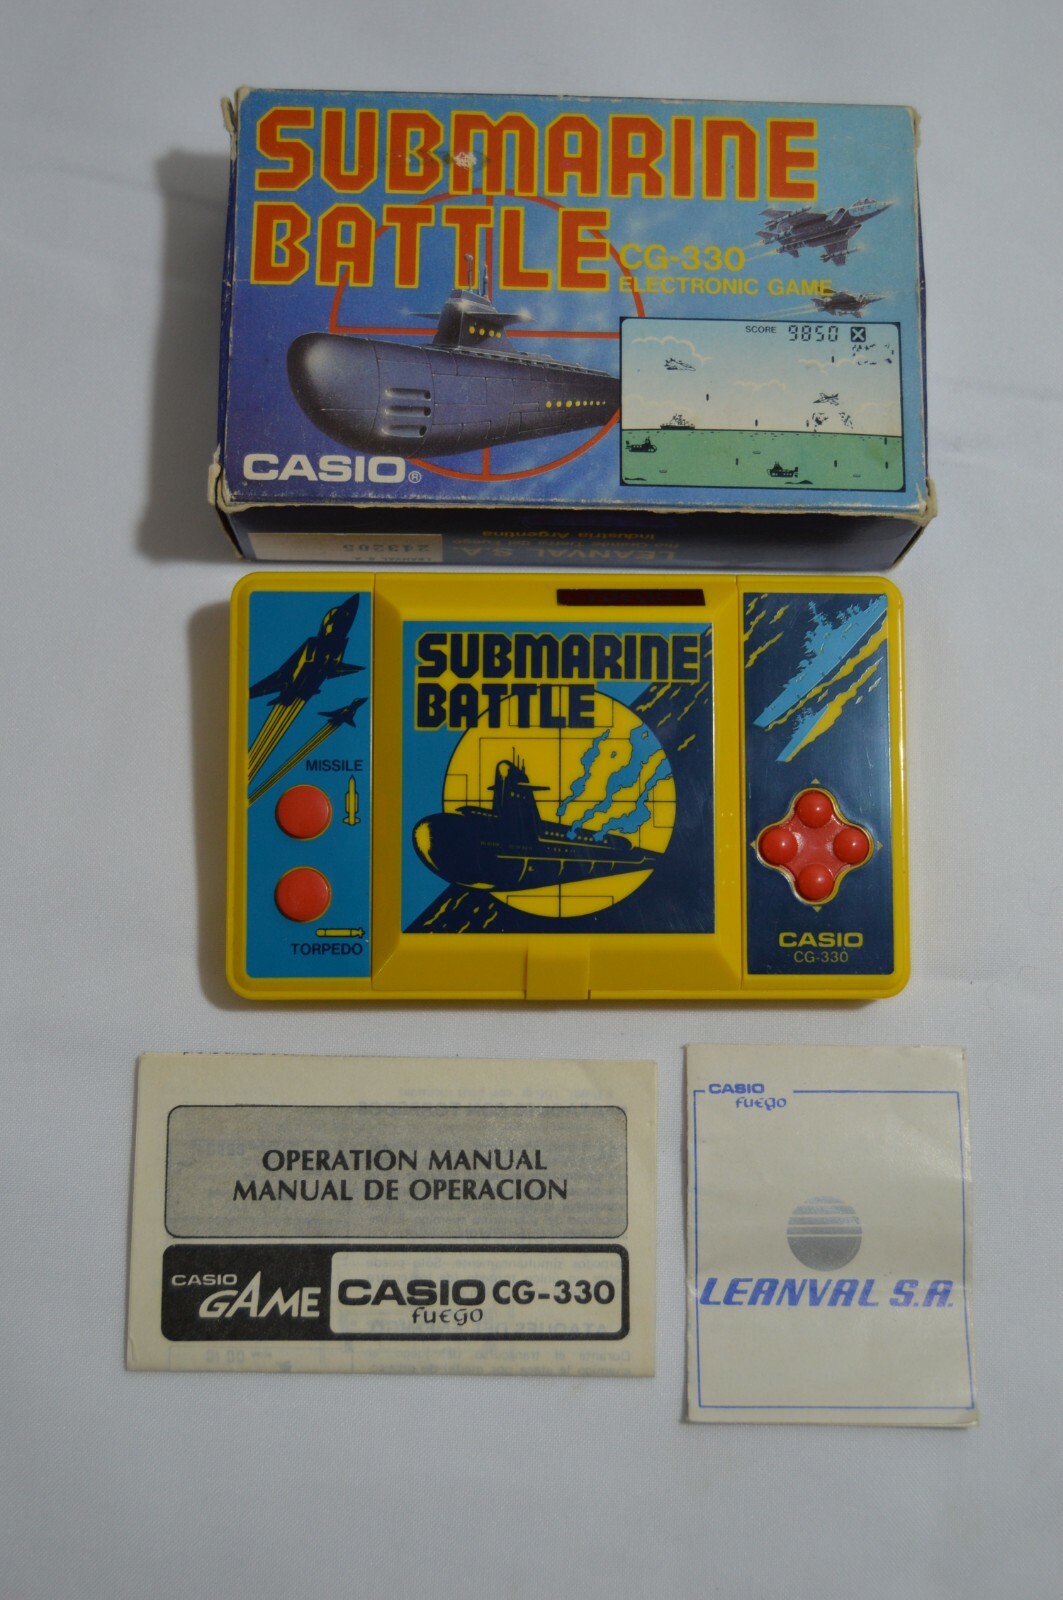 SUBMARINE
BATTLE
CG-330
ELECTRONIC GAME
SCORE 9850
CASIO®
LEANVAL S.A.
Industria Argentina
243205
SUBMARINE
BATTLE
MISSILE
TORPEDO
CASIO
CG-330
OPERATION MANUAL
MANUAL DE OPERACION
CASIO
GAME
CASIO CG-330
fuego
CASIO
fuego
LEANVAL S.A.